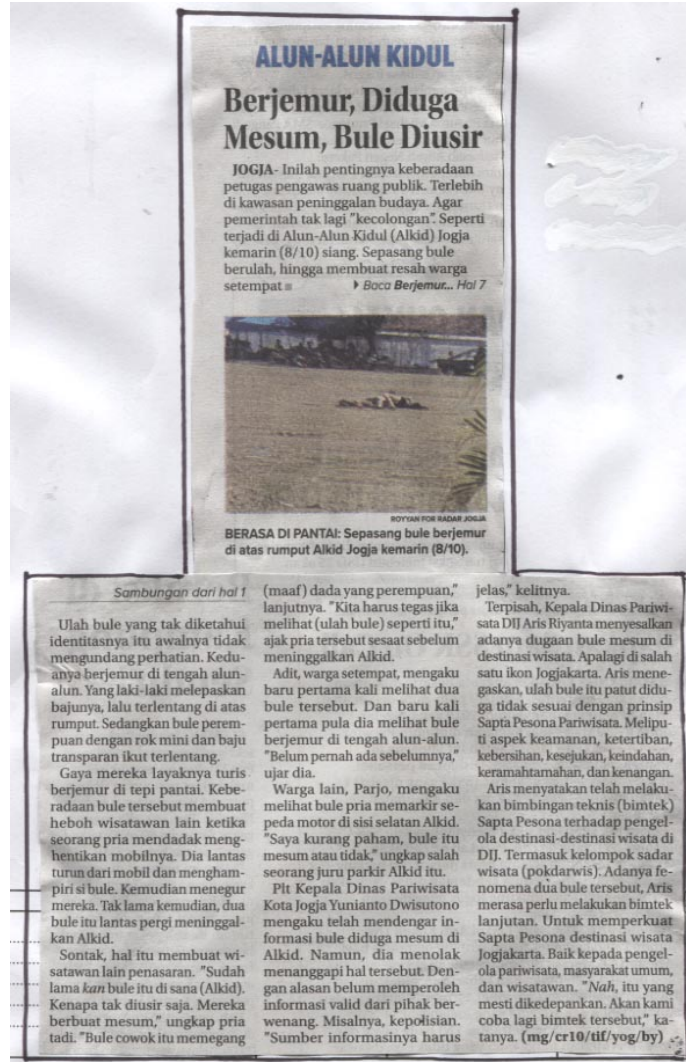 ALUN-ALUN KIDUL
Berjemur, Diduga
Mesum, Bule Diusir
JOGJA- Inilah pentingnya keberadaan
petugas pengawas ruang publik. Terlebih
di kawasan peninggalan budaya. Agar
pemerintah tak lagi "kecolongan". Seperti
terjadi di Alun-Alun Kidul (Alkid) Jogja
kemarin (8/10) siang. Sepasang bule
berulah, hingga membuat resah warga
setempat
Baca Berjemur... Hal 7
ROYYAN FOR RADAR JOGJA
BERASA DI PANTAI: Sepasang bule berjemur
di atas rumput Alkid Jogja kemarin (8/10).
Sambungan dari hal 1
Ulah bule yang tak diketahui
identitasnya itu awalnya tidak
mengundang perhatian. Kedu-
anya berjemur di tengah alun-
alun. Yang laki-laki melepaskan
bajunya, lalu terlentang di atas
rumput. Sedangkan bule perem-
puan dengan rok mini dan baju
transparan ikut terlentang.
Gaya mereka layaknya turis
berjemur di tepi pantai. Kebe-
radaan bule tersebut membuat
heboh wisatawan lain ketika
seorang pria mendadak meng-
hentikan mobilnya. Dia lantas
turun dari mobil dan mengham-
piri si bule. Kemudian menegur
mereka. Tak lama kemudian, dua
bule itu lantas pergi meninggal-
kan Alkid.
Sontak, hal itu membuat wi-
satawan lain penasaran. "Sudah
lama kan bule itu di sana (Alkid).
Kenapa tak diusir saja. Mereka
berbuat mesum," ungkap pria
tadi. "Bule cowok itu memegang
(maaf) dada yang perempuan,"
lanjutnya. "Kita harus tegas jika
melihat (ulah bule) seperti itu,"
ajak pria tersebut sesaat sebelum
meninggalkan Alkid.
Adit, warga setempat, mengaku
baru pertama kali melihat dua
bule tersebut. Dan baru kali
pertama pula dia melihat bule
berjemur di tengah alun-alun.
"Belum pernah ada sebelumnya,"
ujar dia.
Warga lain, Parjo, mengaku
melihat bule pria memarkir se-
peda motor di sisi selatan Alkid.
"Saya kurang paham, bule itu
mesum atau tidak," ungkap salah
seorang juru parkir Alkid itu.
Plt Kepala Dinas Pariwisata
Kota Jogja Yunianto Dwisutono
mengaku telah mendengar in-
formasi bule diduga mesum di
Alkid. Namun, dia menolak
menanggapi hal tersebut. Den-
gan alasan belum memperoleh
informasi valid dari pihak ber-
wenang. Misalnya, kepolisian.
"Sumber informasinya harus
jelas," kelitnya.
Terpisah, Kepala Dinas Pariwi-
sata DIJ Aris Riyanta menyesalkan
adanya dugaan bule mesum di
destinasi wisata. Apalagi di salah
satu ikon Jogjakarta. Aris mene-
gaskan, ulah bule itu patut didu-
ga tidak sesuai dengan prinsip
Sapta Pesona Pariwisata. Melipu-
ti aspek keamanan, ketertiban,
kebersihan, kesejukan, keindahan,
keramahtamahan, dan kenangan.
Aris menyatakan telah melaku-
kan bimbingan teknis (bimtek)
Sapta Pesona terhadap pengel-
ola destinasi-destinasi wisata di
DIJ. Termasuk kelompok sadar
wisata (pokdarwis). Adanya fe-
nomena dua bule tersebut, Aris
merasa perlu melakukan bimtek
lanjutan. Untuk memperkuat
Sapta Pesona destinasi wisata
Jogjakarta. Baik kepada pengel-
ola pariwisata, masyarakat umum,
dan wisatawan. "Nah, itu yang
mesti dikedepankan. Akan kami
coba lagi bimtek tersebut," ka-
tanya. (mg/cr10/tif/yog/by)